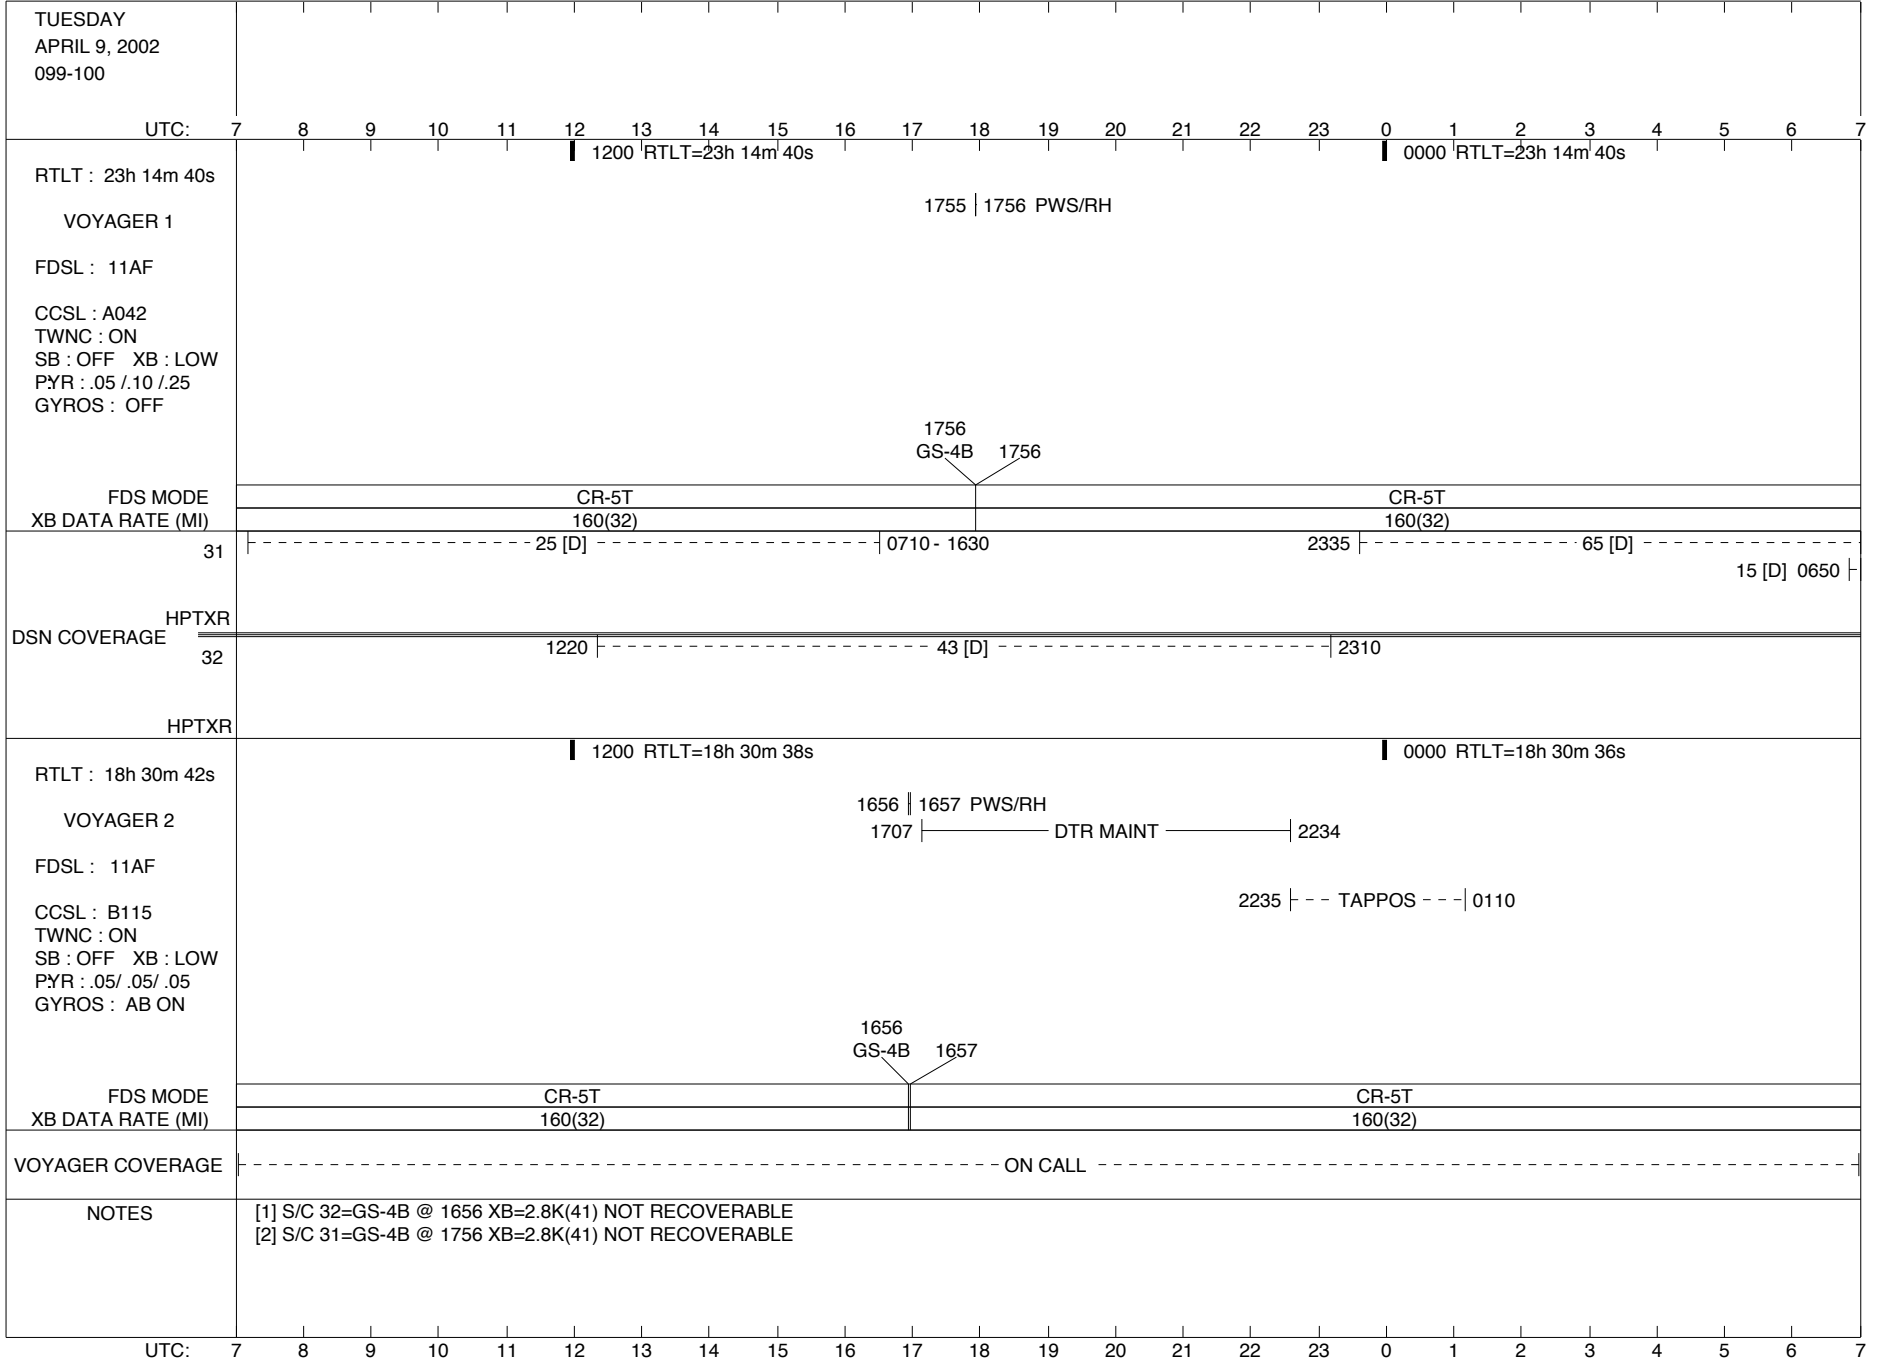 TUESDAY
APRIL 9, 2002
099-100
UTC: 7 8 9 10 11 12 13 14 15 16 17 18 19 20 21 22 23 0 1 2 3 4 5 6 7
1200 RTLT=23h 14m 40s 0000 RTLT=23h 14m 40s
RTLT : 23h 14m 40s
1755 1756 PWS/RH
VOYAGER 1
FDSL : 11AF
CCSL : A042
TWNC : ON
SB : OFF XB : LOW
P:YR : .05 /.10 /.25
GYROS : OFF
1756
GS-4B 1756
FDS MODE CR-5T CR-5T
XB DATA RATE (MI) 160(32) 160(32)
31 25 [D] 0710 - 1630 2335 65 [D]
15 [D] 0650
HPTXR
DSN COVERAGE
32 1220 43 [D] 2310
HPTXR
1200 RTLT=18h 30m 38s 0000 RTLT=18h 30m 36s
RTLT : 18h 30m 42s
1656 1657 PWS/RH
VOYAGER 2
1707 DTR MAINT 2234
FDSL : 11AF
2235 TAPPOS 0110
CCSL : B115
TWNC : ON
SB : OFF XB : LOW
P:YR : .05/ .05/ .05
GYROS : AB ON
1656
GS-4B 1657
FDS MODE CR-5T CR-5T
XB DATA RATE (MI) 160(32) 160(32)
VOYAGER COVERAGE ON CALL
NOTES [1] S/C 32=GS-4B @ 1656 XB=2.8K(41) NOT RECOVERABLE
[2] S/C 31=GS-4B @ 1756 XB=2.8K(41) NOT RECOVERABLE
UTC: 7 8 9 10 11 12 13 14 15 16 17 18 19 20 21 22 23 0 1 2 3 4 5 6 7